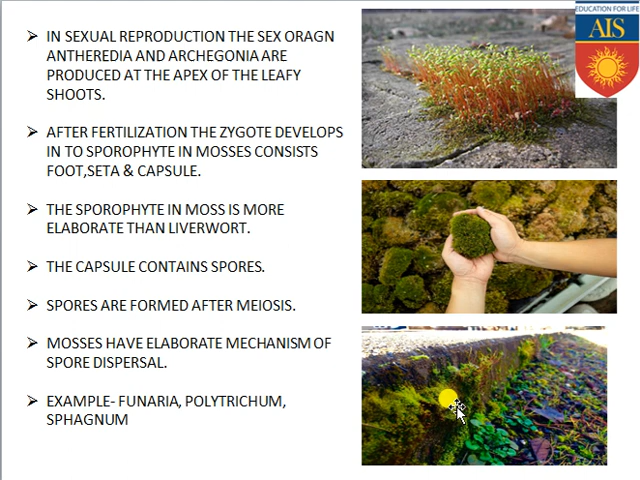 IN SEXUAL REPRODUCTION THE SEX ORAGN
ANTHEREDIA AND ARCHEGONIA ARE
PRODUCED AT THE APEX OF THE LEAFY
SHOOTS.
AFTER FERTILIZATION THE ZYGOTE DEVELOPS
IN TO SPOROPHYTE IN MOSSES CONSISTS
FOOT,SETA & CAPSULE.
THE SPOROPHYTE IN MOSS IS MORE
ELABORATE THAN LIVERWORT.
THE CAPSULE CONTAINS SPORES.
SPORES ARE FORMED AFTER MEIOSIS.
MOSSES HAVE ELABORATE MECHANISM OF
SPORE DISPERSAL.
EXAMPLE- FUNARIA, POLYTRICHUM,
SPHAGNUM
EDUCATION FOR LIFE
AIS